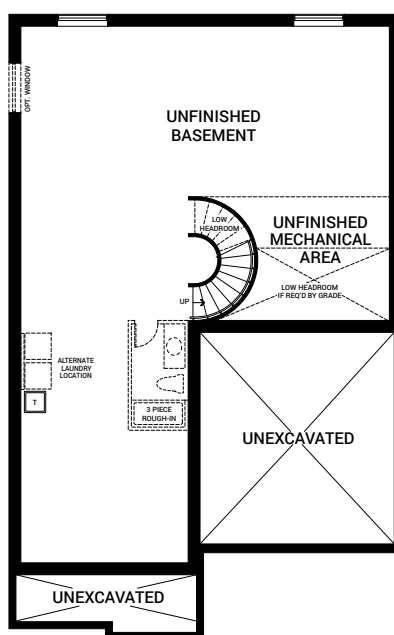 OPT. WINDOW
UNFINISHED
BASEMENT
LOW
HEADROOM
UNFINISHED
MECHANICAL
AREA
LOW HEADROOM
IF REQ'D BY GRADE
UP
ALTERNATE
LAUNDRY
LOCATION
T
3 PIECE
ROUGH-IN
UNEXCAVATED
UNEXCAVATED